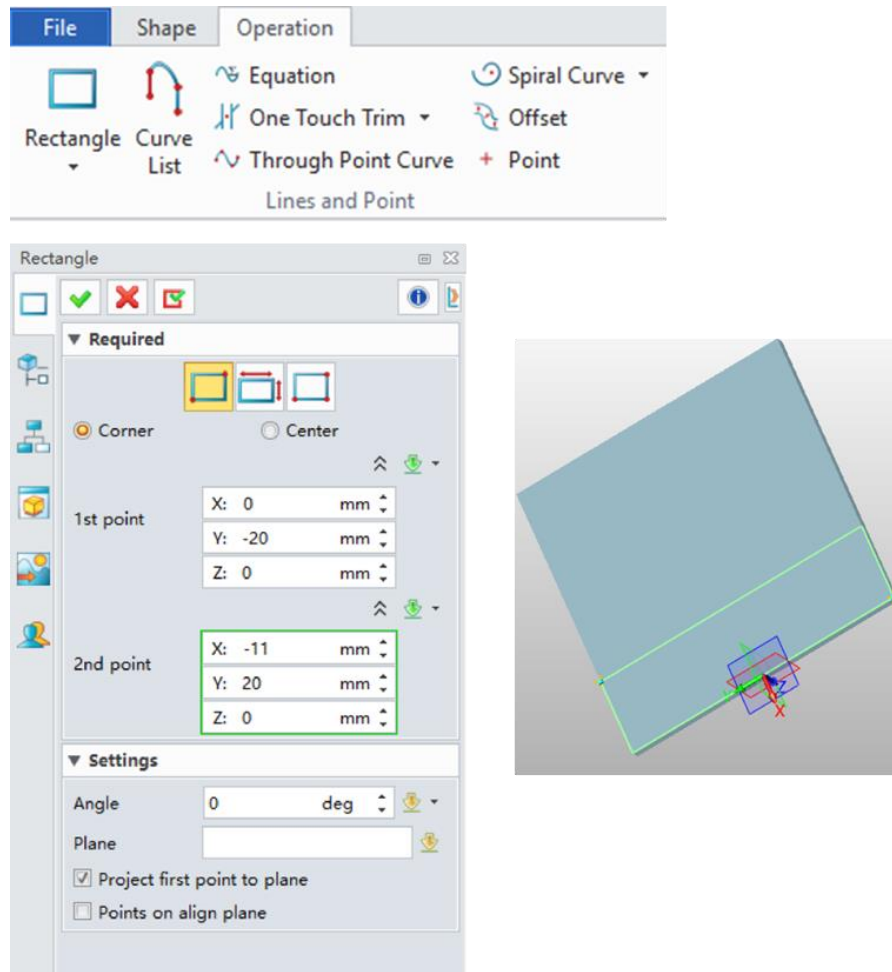 File Shape Operation
Rectangle
Curve List
Equation
One Touch Trim
Through Point Curve
Spiral Curve
Offset
Point
Lines and Point
Rectangle
Required
Corner Center
1st point
X: 0 mm
Y: -20 mm
Z: 0 mm
2nd point
X: -11 mm
Y: 20 mm
Z: 0 mm
Settings
Angle 0 deg
Plane
Project first point to plane
Points on align plane
Z
X